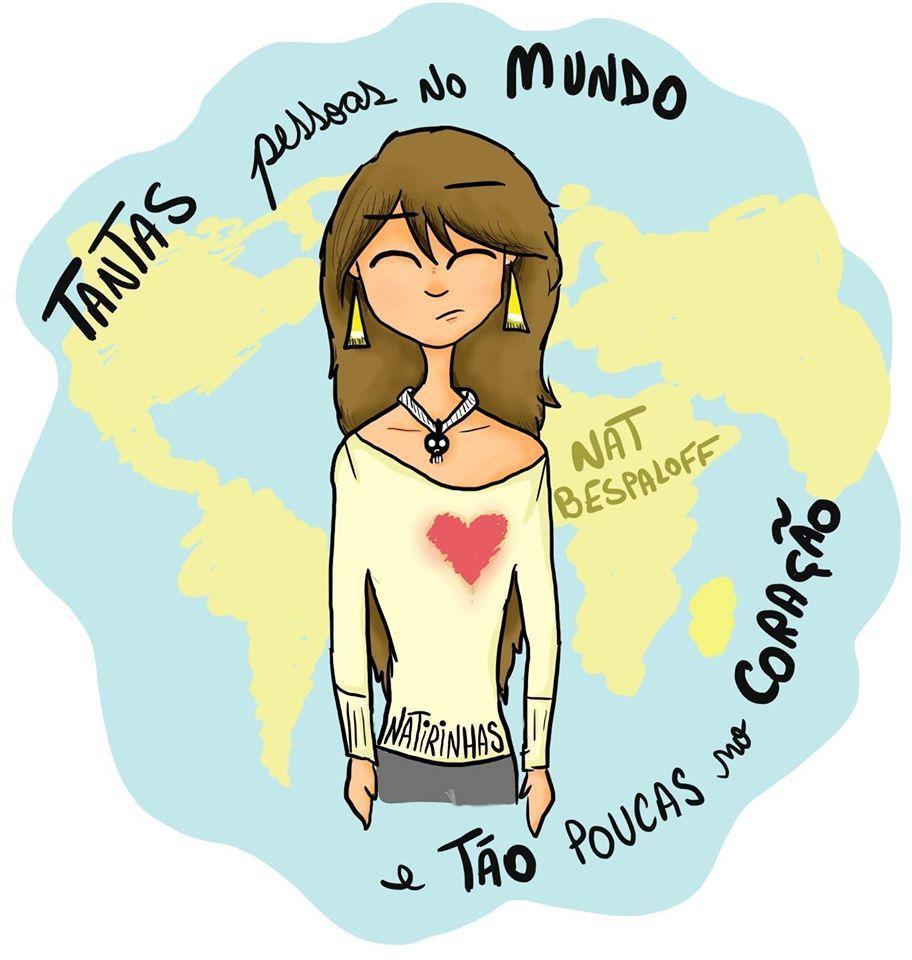 TANTAS pessoas NO MUNDO
NAT
BESPALOFF
NATIRINHAS
e TÃO POUCAS no CORAÇÃO